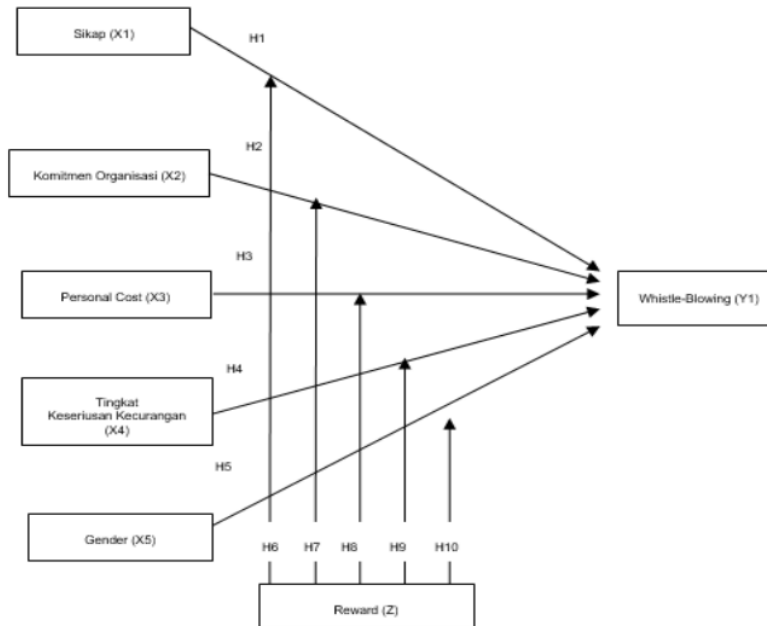 Sikap (X1)
H1
H2
Komitmen Organisasi (X2)
H3
Personal Cost (X3)
Whistle-Blowing (Y1)
H4
Tingkat
Keseriusan Kecurangan
(X4)
H5
Gender (X5)
H6
H7
H8
H9
H10
Reward (Z)